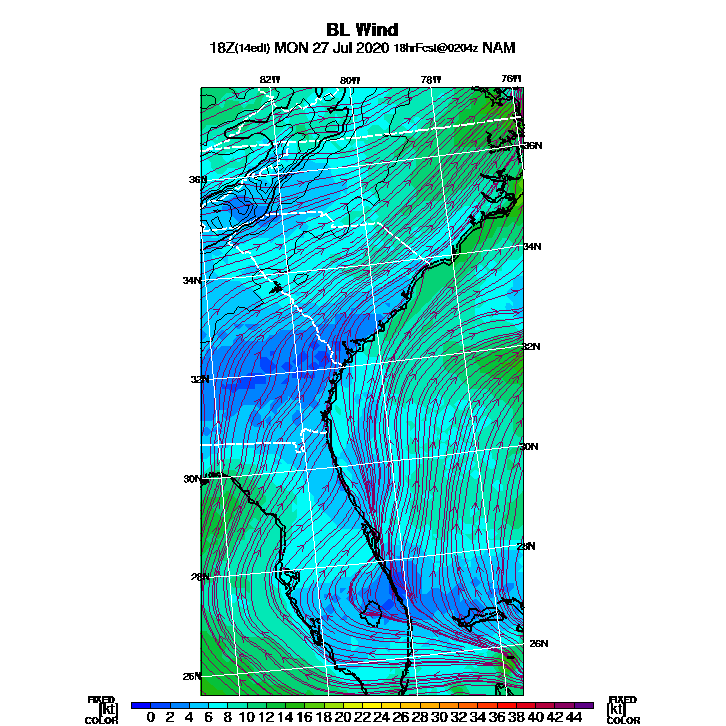 BL Wind
18Z(14edt) MON 27 Jul 2020 18hrFcst@0204z NAM
82W 80W 78W 76W
36N
36N
34N
34N
32N
32N
30N
30N
28N
28N
26N
26N
FIXED FIXED
[kt] 0 2 4 6 8 10 12 14 16 18 20 22 24 26 28 30 32 34 36 38 40 42 44 [kt]
COLOR COLOR